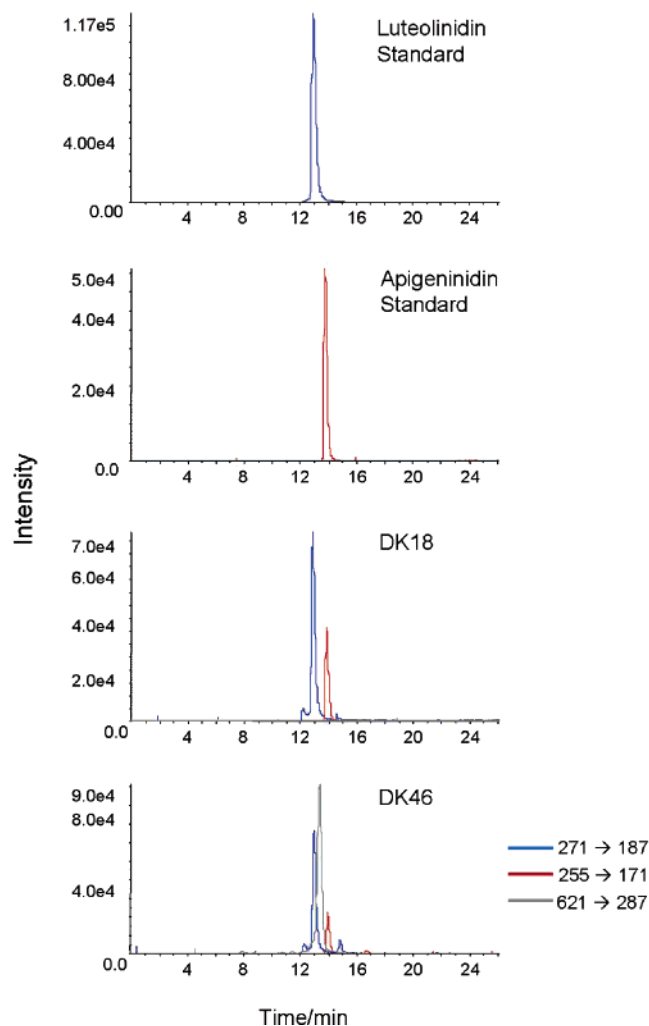 Luteolinidin
Standard
1.17e5
8.00e4
4.00e4
0.00
4 8 12 16 20 24
Apigeninidin
Standard
5.0e4
4.0e4
2.0e4
0.0
4 8 12 16 20 24
Intensity
DK18
7.0e4
6.0e4
4.0e4
2.0e4
0.0
4 8 12 16 20 24
DK46
9.0e4
8.0e4
4.0e4
0.0
4 8 12 16 20 24
271 → 187
255 → 171
621 → 287
Time/min